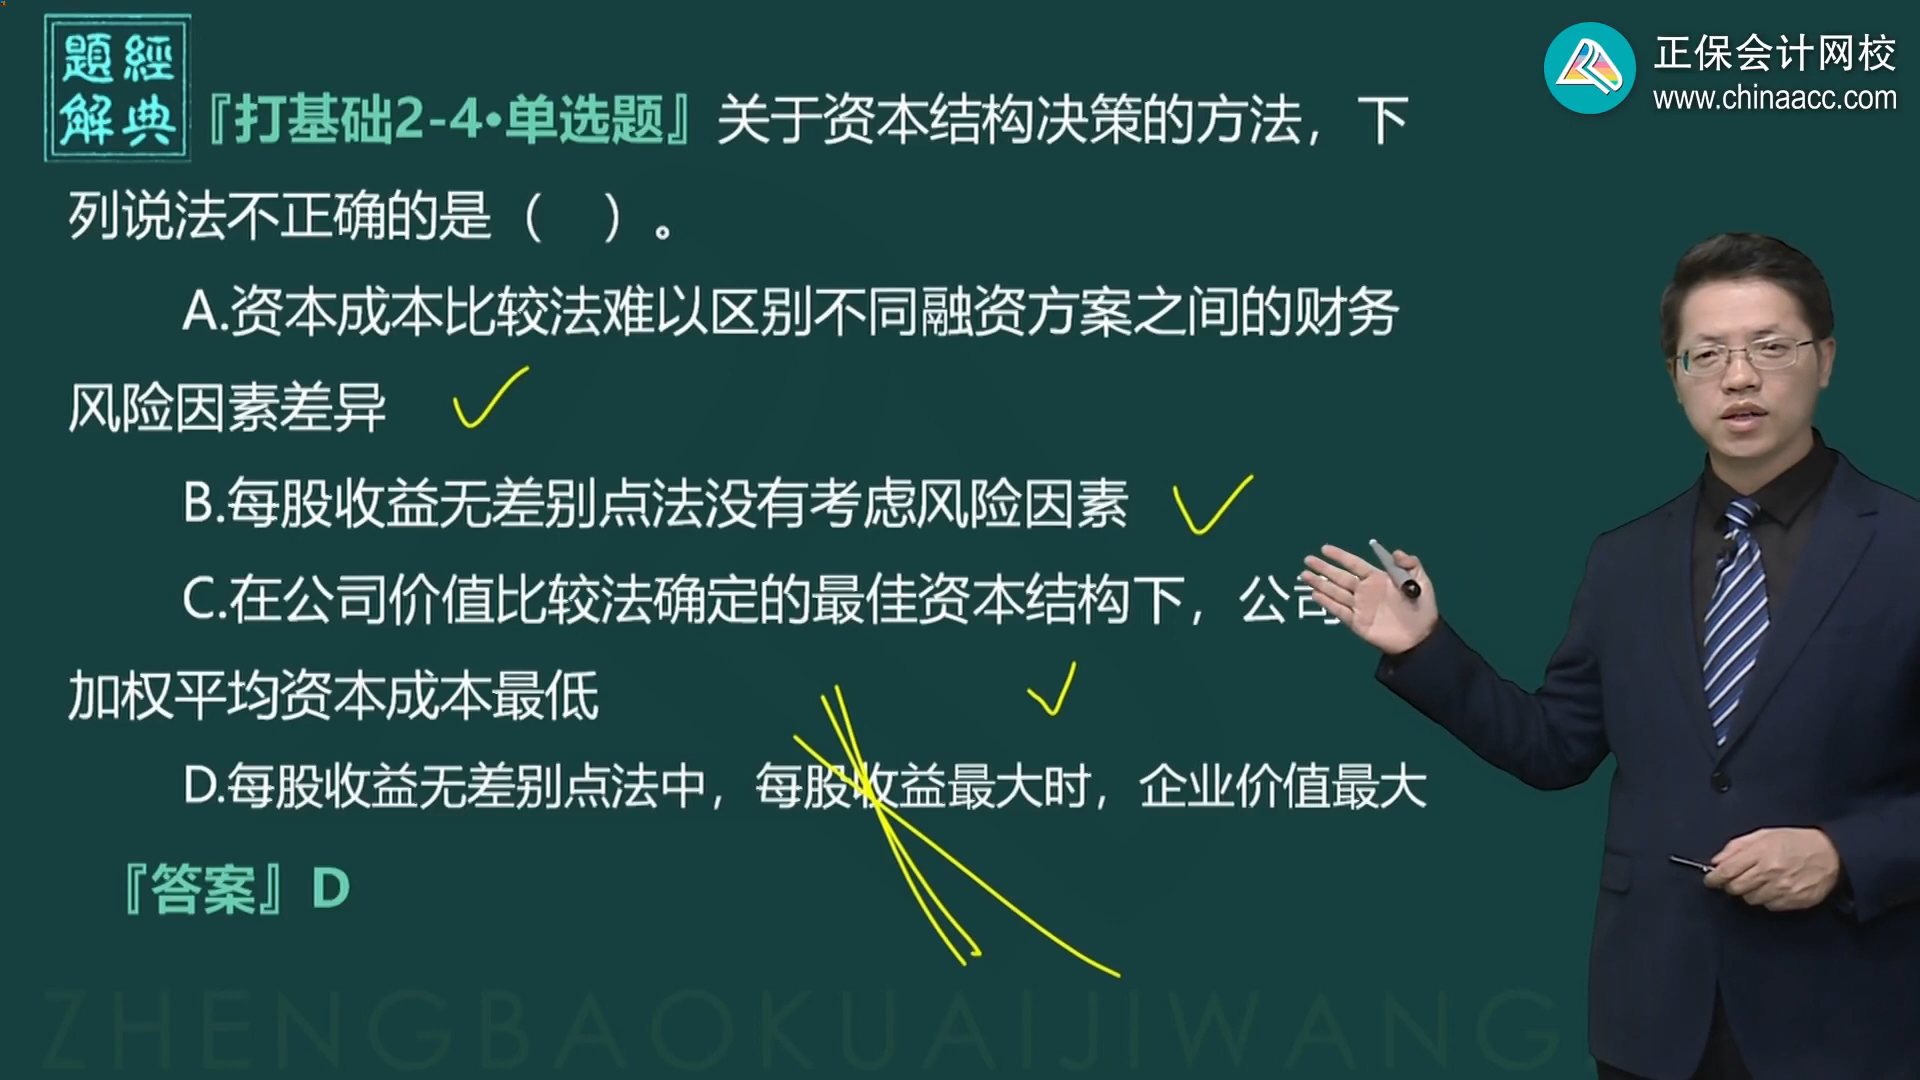 題經
解典
正保会计网校
www.chinaacc.com
『打基础2-4•单选题』关于资本结构决策的方法，下
列说法不正确的是（　）。
A.资本成本比较法难以区别不同融资方案之间的财务
风险因素差异
B.每股收益无差别点法没有考虑风险因素
C.在公司价值比较法确定的最佳资本结构下，公司
加权平均资本成本最低
D.每股收益无差别点法中，每股收益最大时，企业价值最大
『答案』D
ZHENGBAOKUAIJIWANG